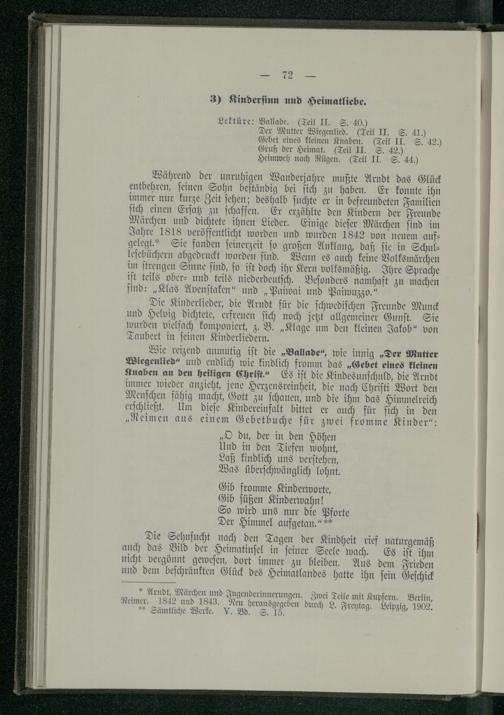 — 72 —
3) Kindersinn und Heimatliebe.
Lektüre: Ballade. (Teil II. S. 40.)
Der Mutter Wiegenlied. (Teil II. S. 41.)
Gebet eines kleinen Knaben. (Teil II. S. 42.)
Gruß der Heimat. (Teil II. S. 42.)
Heimweh nach Rügen. (Teil II. S. 44.)
Während der unruhigen Wanderjahre mußte Arndt das Glück
entbehren, seinen Sohn beständig bei sich zu haben. Er konnte ihn
immer nur kurze Zeit sehen; deshalb suchte er in befreundeten Familien
sich einen Ersatz zu schaffen. Er erzählte den Kindern der Freunde
Märchen und dichtete ihnen Lieder. Einige dieser Märchen sind im
Jahre 1818 veröffentlicht worden und wurden 1842 von neuem auf-
gelegt.* Sie fanden seinerzeit so großen Anklang, daß sie in Schul-
lesebüchern abgedruckt worden sind. Wenn es auch keine Volksmärchen
im strengen Sinne sind, so ist doch ihr Kern volksmäßig. Ihre Sprache
ist teils ober- und teils niederdeutsch. Besonders namhaft zu machen
sind: „Klas Avenstaken“ und „Paiwai und Paiwuzzo.“
Die Kinderlieder, die Arndt für die schwedischen Freunde Munck
und Helvig dichtete, erfreuen sich noch jetzt allgemeiner Gunst. Sie
wurden vielfach komponiert, z. B. „Klage um den kleinen Jakob“ von
Taubert in seinen Kinderliedern.
Wie reizend anmutig ist die „Ballade“, wie innig „Der Mutter
Wiegenlied“ und endlich wie kindlich fromm das „Gebet eines kleinen
Knaben an den heiligen Christ.“ Es ist die Kindesunschuld, die Arndt
immer wieder anzieht, jene Herzensreinheit, die nach Christi Wort den
Menschen fähig macht, Gott zu schauen, und die ihm das Himmelreich
erschließt. Um diese Kindereinfalt bittet er auch für sich in den
„Reimen aus einem Gebetbuche für zwei fromme Kinder“:
„O du, der in den Höhen
Und in den Tiefen wohnt,
Laß kindlich uns verstehen,
Was überschwänglich lohnt.
Gib fromme Kinderworte,
Gib süßen Kinderwahn!
So wird uns nur die Pforte
Der Himmel aufgetan.“**
Die Sehnsucht nach den Tagen der Kindheit rief naturgemäß
auch das Bild der Heimatinsel in seiner Seele wach. Es ist ihm
nicht vergönnt gewesen, dort immer zu bleiben. Aus dem Frieden
und dem beschränkten Glück des Heimatlandes hatte ihn sein Geschick
* Arndt, Märchen und Jugenderinnerungen. Zwei Teile mit Kupfern. Berlin,
Reimer. 1842 und 1843. Neu herausgegeben durch L. Freytag. Leipzig, 1902.
** Sämtliche Werke. V. Bd. S. 15.